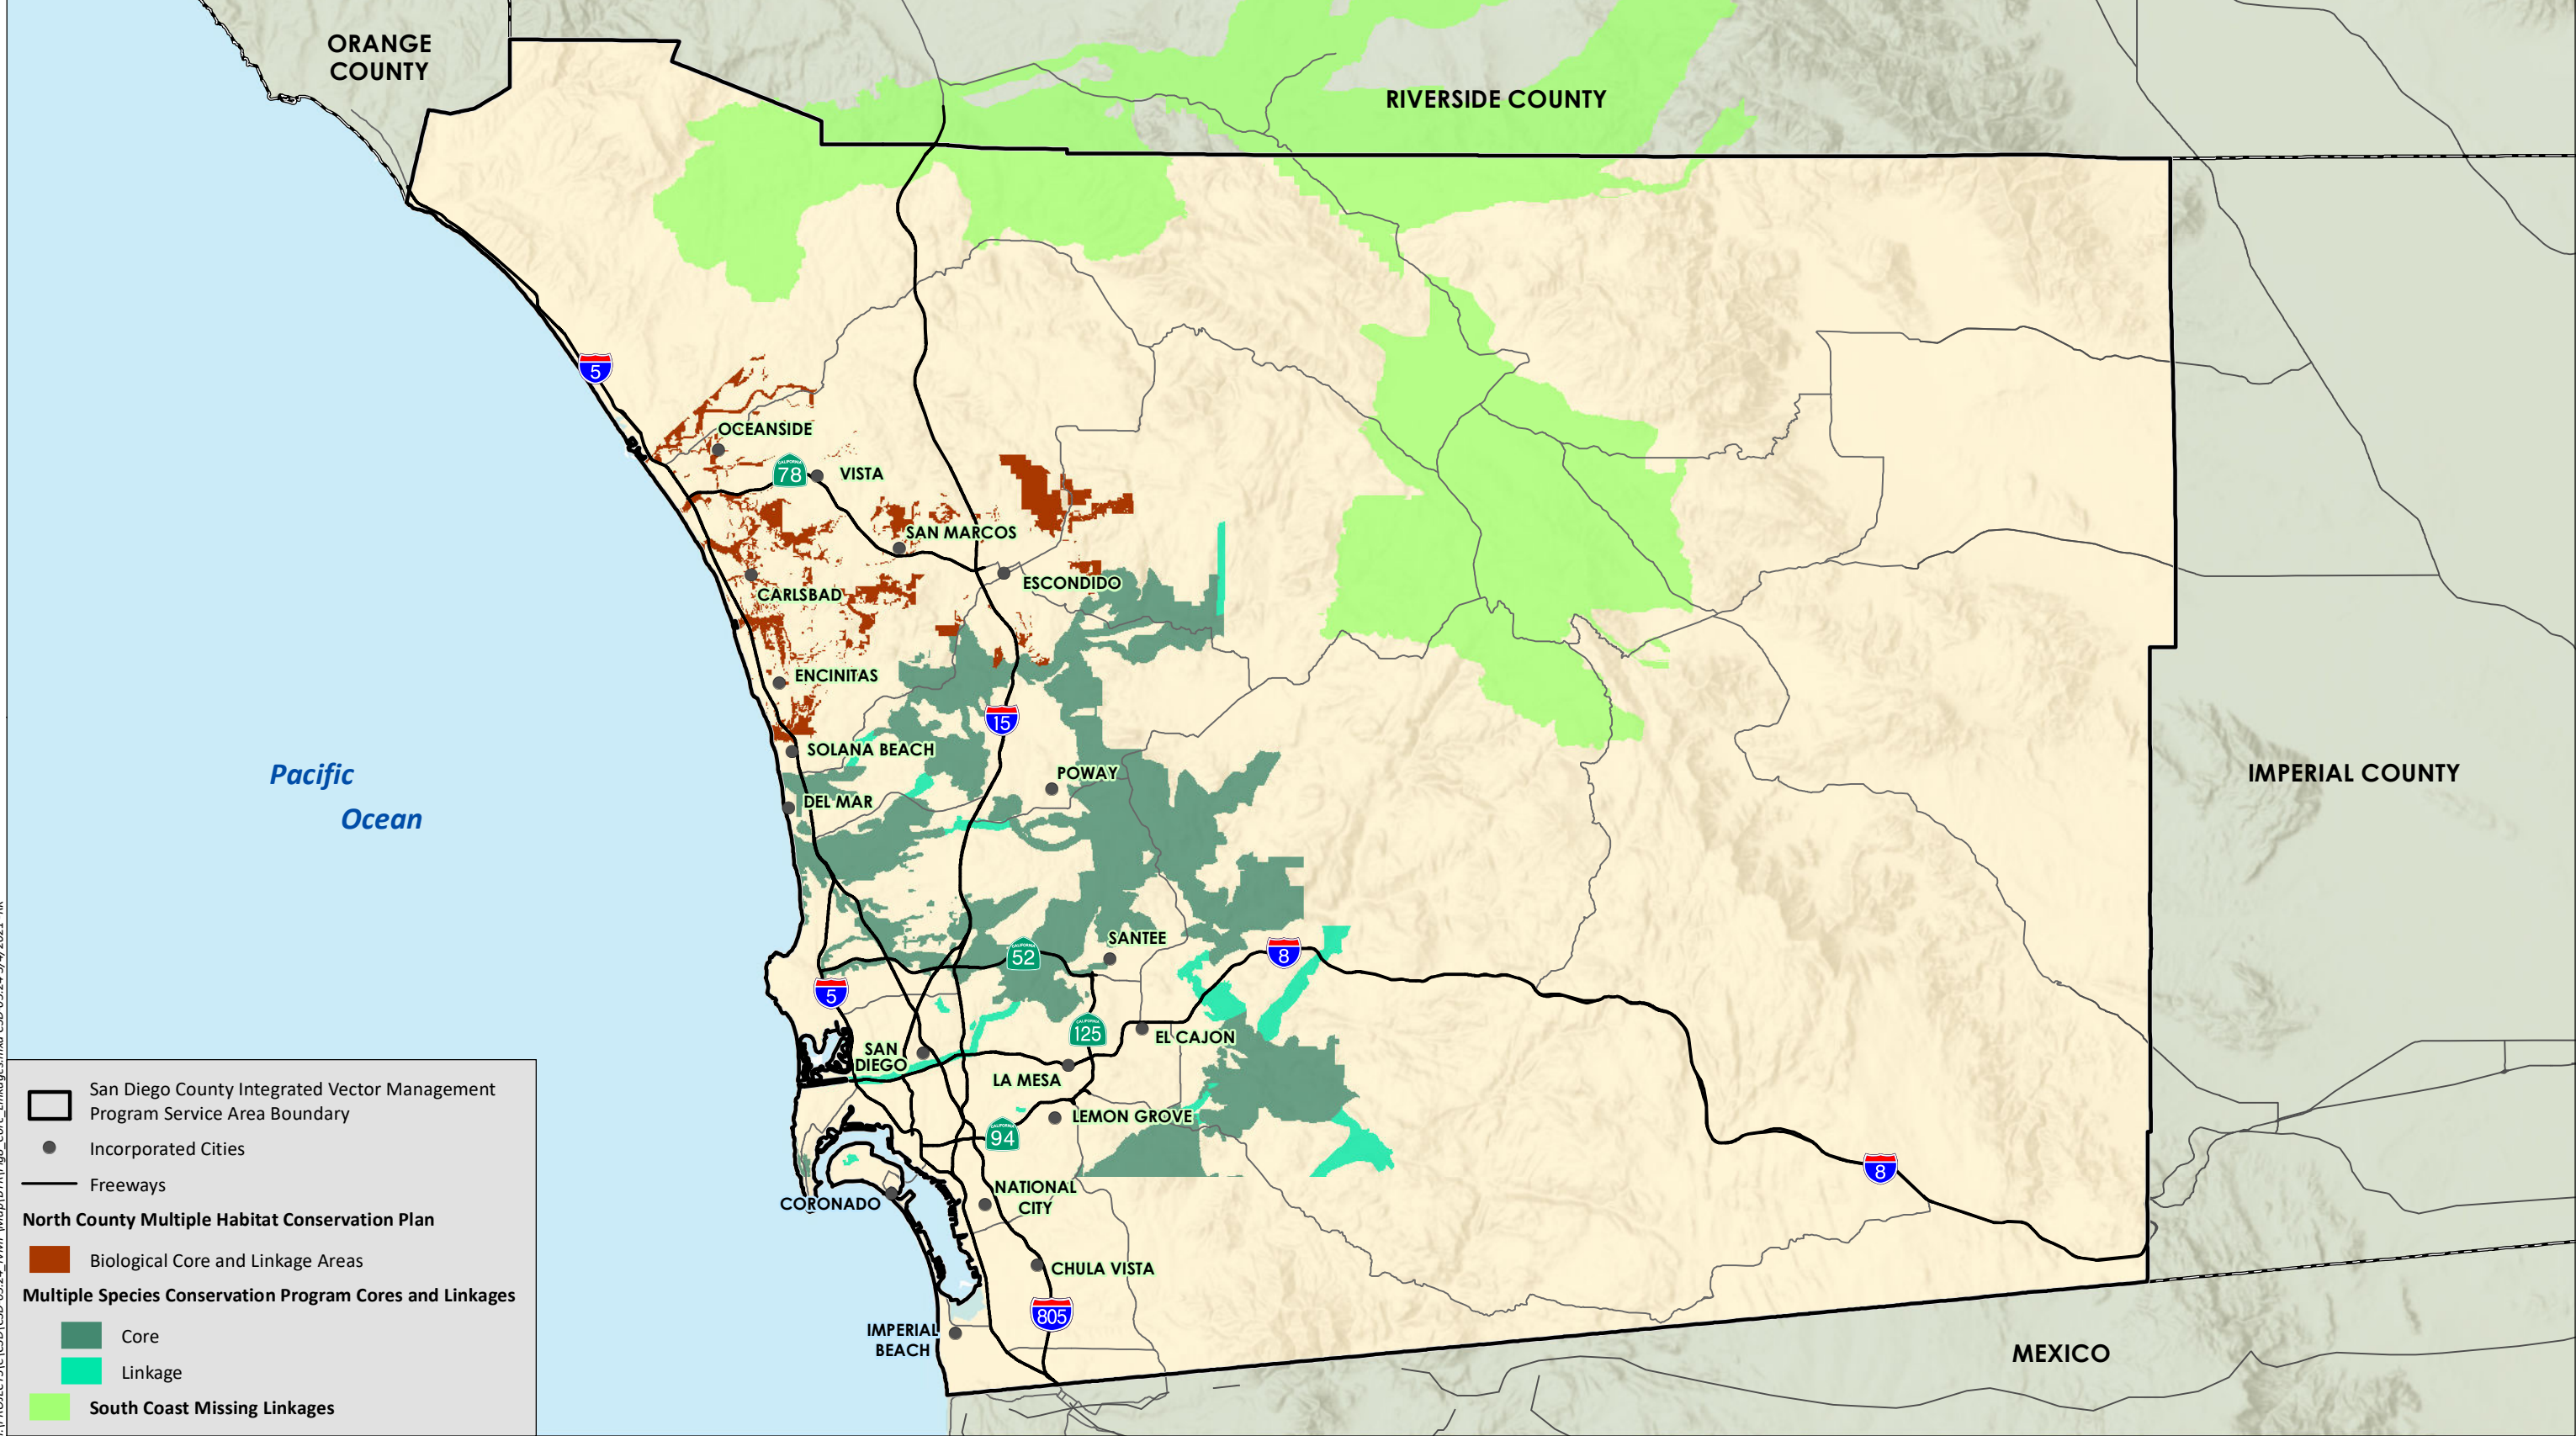 ORANGE
COUNTY
RIVERSIDE COUNTY
5
OCEANSIDE
CALIFORNIA
78
VISTA
SAN MARCOS
ESCONDIDO
CARLSBAD
ENCINITAS
15
SOLANA BEACH
POWAY
DEL MAR
Pacific
Ocean
IMPERIAL COUNTY
SANTEE
CALIFORNIA
52
8
5
CALIFORNIA
125
EL CAJON
SAN
DIEGO
LA MESA
LEMON GROVE
CALIFORNIA
94
8
NATIONAL
CITY
CORONADO
CHULA VISTA
805
IMPERIAL
BEACH
MEXICO
San Diego County Integrated Vector Management
Program Service Area Boundary
Incorporated Cities
Freeways
North County Multiple Habitat Conservation Plan
Biological Core and Linkage Areas
Multiple Species Conservation Program Cores and Linkages
Core
Linkage
South Coast Missing Linkages